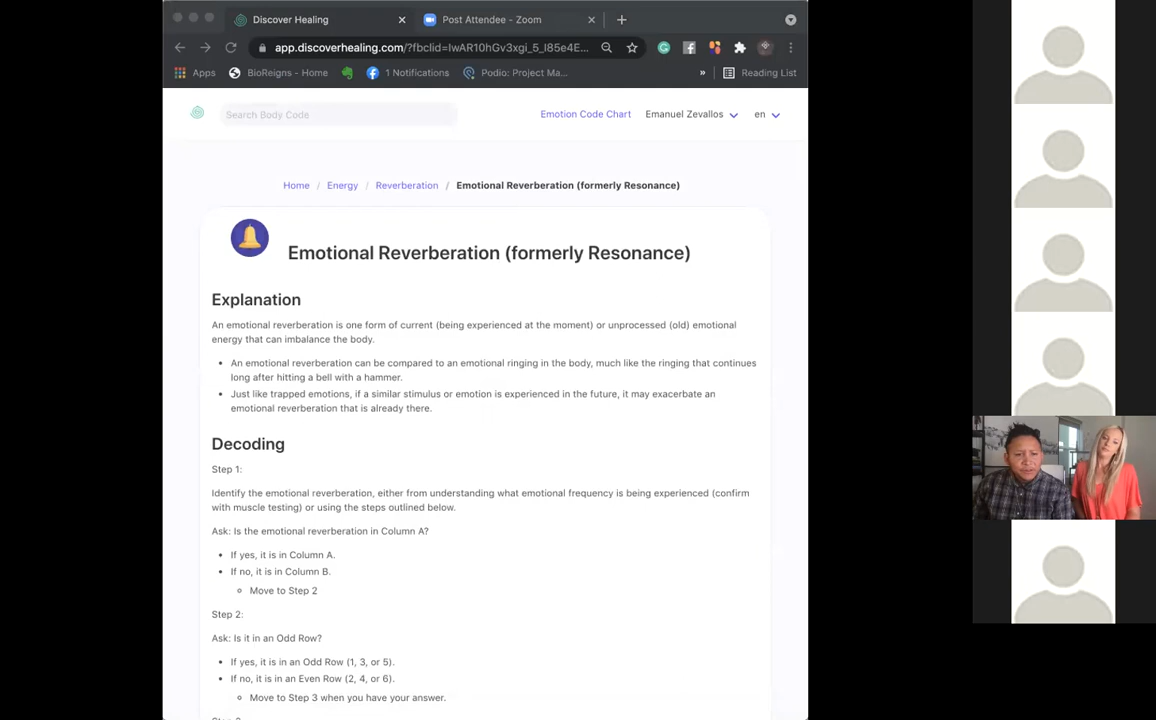 Discover Healing
Post Attendee - Zoom
app.discoverhealing.com/?fbclid=IwAR10hGv3xgi_5_I85e4E...
Apps
BioReigns - Home
1 Notifications
Podio: Project Ma...
»
Reading List
Search Body Code
Emotion Code Chart
Emanuel Zevallos
en
Home / Energy / Reverberation / Emotional Reverberation (formerly Resonance)
Emotional Reverberation (formerly Resonance)
Explanation
An emotional reverberation is one form of current (being experienced at the moment) or unprocessed (old) emotional
energy that can imbalance the body.
• An emotional reverberation can be compared to an emotional ringing in the body, much like the ringing that continues
long after hitting a bell with a hammer.
• Just like trapped emotions, if a similar stimulus or emotion is experienced in the future, it may exacerbate an
emotional reverberation that is already there.
Decoding
Step 1:
Identify the emotional reverberation, either from understanding what emotional frequency is being experienced (confirm
with muscle testing) or using the steps outlined below.
Ask: Is the emotional reverberation in Column A?
• If yes, it is in Column A.
• If no, it is in Column B.
Move to Step 2
Step 2:
Ask: Is it in an Odd Row?
• If yes, it is in an Odd Row (1, 3, or 5).
• If no, it is in an Even Row (2, 4, or 6).
Move to Step 3 when you have your answer.